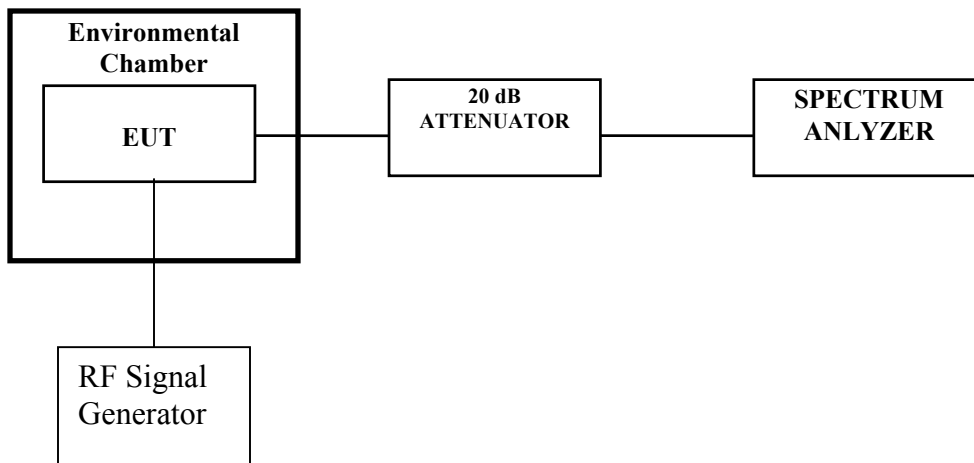 Environmental
Chamber
EUT
20 dB
ATTENUATOR
SPECTRUM
ANLYZER
RF Signal
Generator